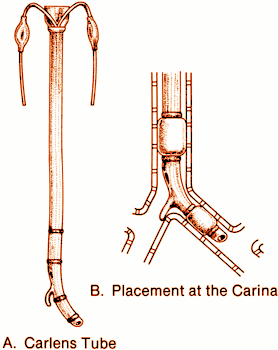 B. Placement at the Carina
A. Carlens Tube